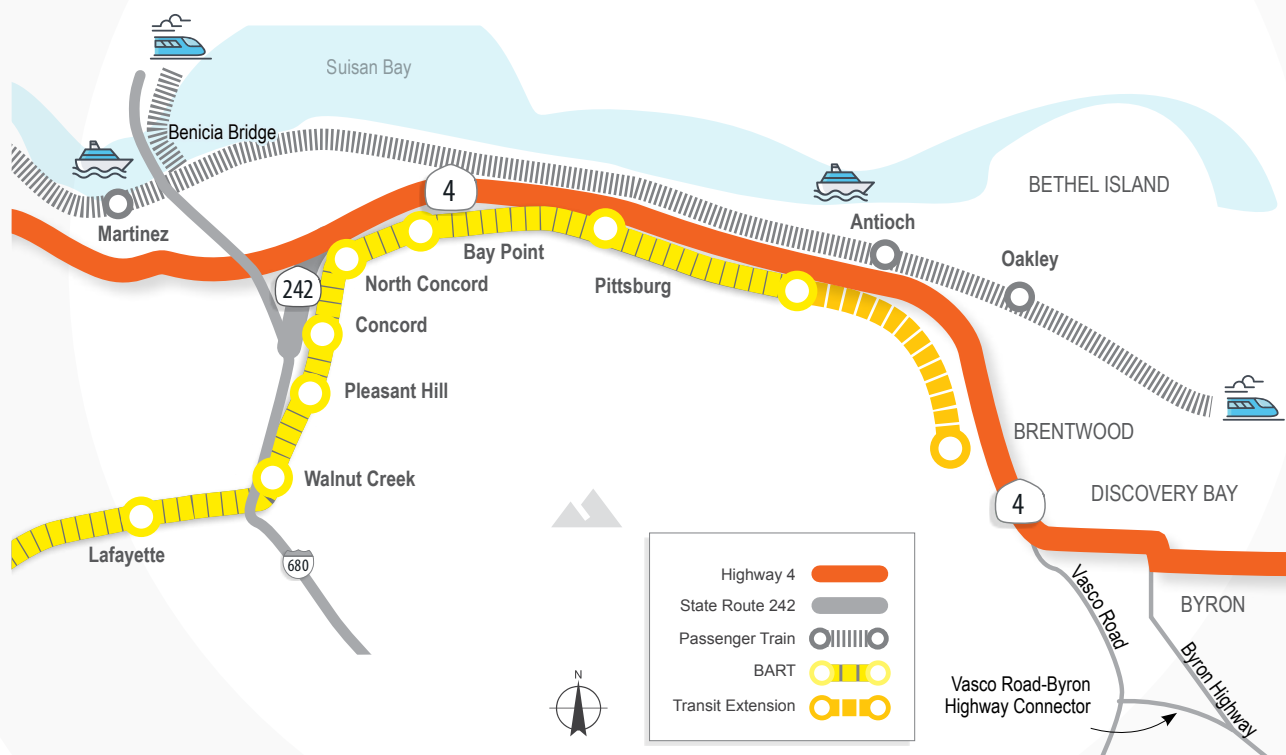 Suisan Bay
Benicia Bridge
BETHEL ISLAND
4
Martinez
Antioch
Bay Point
Oakley
North Concord
242
Pittsburg
Concord
Pleasant Hill
BRENTWOOD
Walnut Creek
DISCOVERY BAY
4
Lafayette
680
Highway 4
State Route 242
Passenger Train
BART
Transit Extension
N
Vasco Road
BYRON
Byron Highway
Vasco Road-Byron
Highway Connector